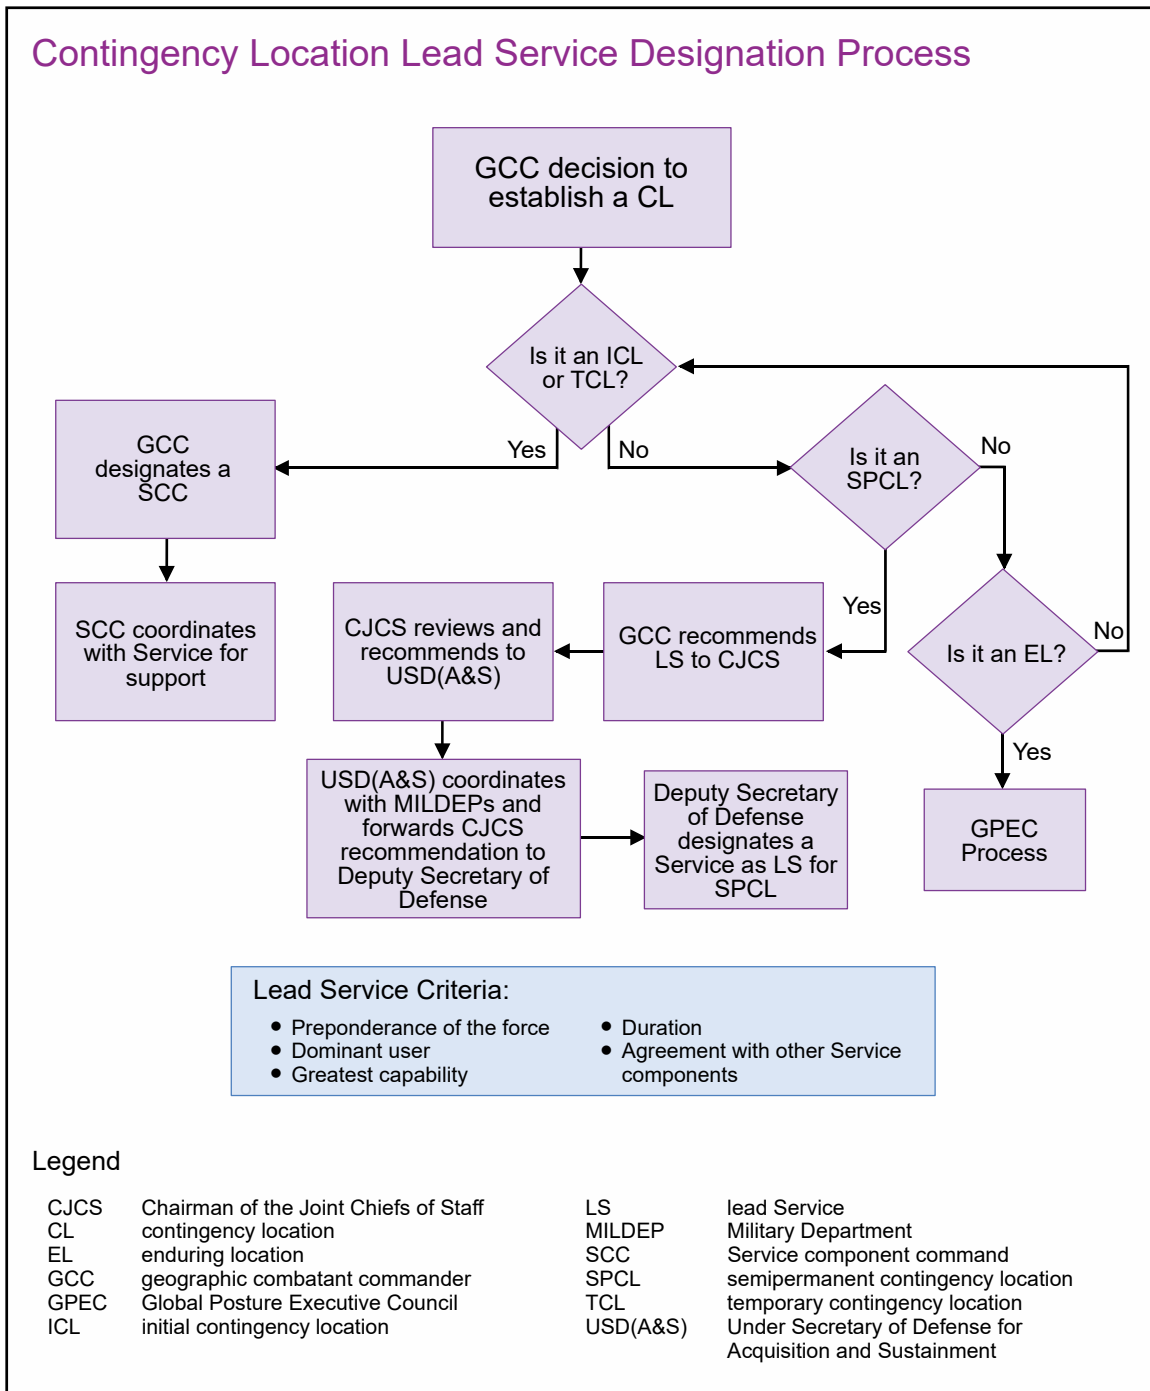 Contingency Location Lead Service Designation Process
GCC decision to
establish a CL
Is it an ICL
or TCL?
Yes
No
GCC
designates a
SCC
Is it an
SPCL?
No
Yes
SCC coordinates
with Service for
support
CJCS reviews and
recommends to
USD(A&S)
GCC recommends
LS to CJCS
Is it an EL?
No
Yes
USD(A&S) coordinates
with MILDEPs and
forwards CJCS
recommendation to
Deputy Secretary of
Defense
Deputy Secretary
of Defense
designates a
Service as LS for
SPCL
GPEC
Process
Lead Service Criteria:
● Preponderance of the force
● Dominant user
● Greatest capability
● Duration
● Agreement with other Service
components
Legend
CJCS Chairman of the Joint Chiefs of Staff
CL contingency location
EL enduring location
GCC geographic combatant commander
GPEC Global Posture Executive Council
ICL initial contingency location
LS lead Service
MILDEP Military Department
SCC Service component command
SPCL semipermanent contingency location
TCL temporary contingency location
USD(A&S) Under Secretary of Defense for
Acquisition and Sustainment